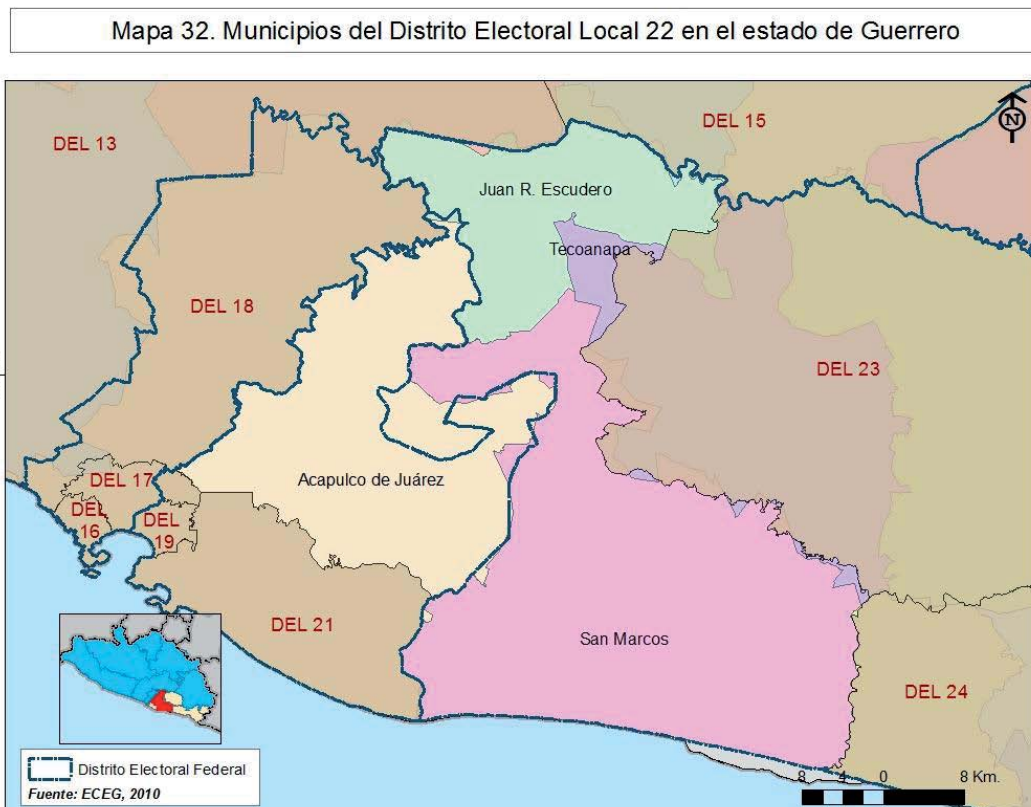 Mapa 32. Municipios del Distrito Electoral Local 22 en el estado de Guerrero
DEL 13
DEL 15
N
Juan R. Escudero
Tecoanapa
DEL 18
DEL 23
DEL 17
Acapulco de Juárez
DEL
16
DEL
19
DEL 21
San Marcos
DEL 24
Distrito Electoral Federal
Fuente: ECEG, 2010
8 4 0 8 Km.